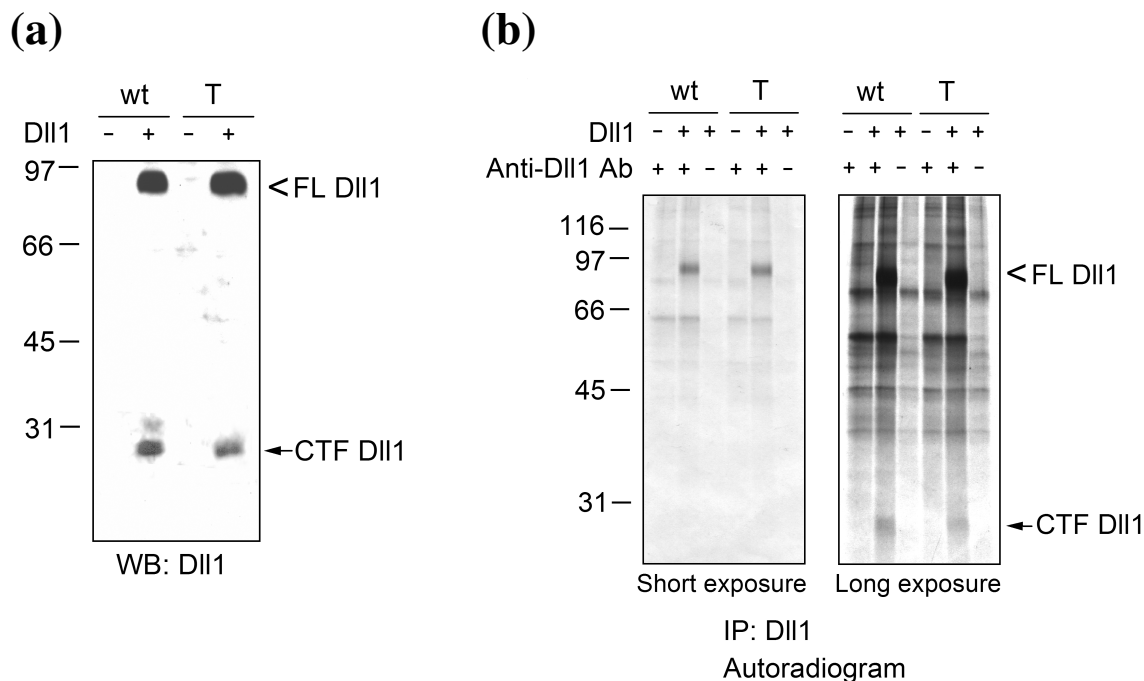 (a)
wt T
Dll1 - + - +
97
66
45
31
FL Dll1
CTF Dll1
WB: Dll1
(b)
wt T wt T
Dll1 - + + - + + - + + - + +
Anti-Dll1 Ab + + - + + - + + - + + -
116
97
66
45
31
FL Dll1
CTF Dll1
Short exposure Long exposure
IP: Dll1
Autoradiogram